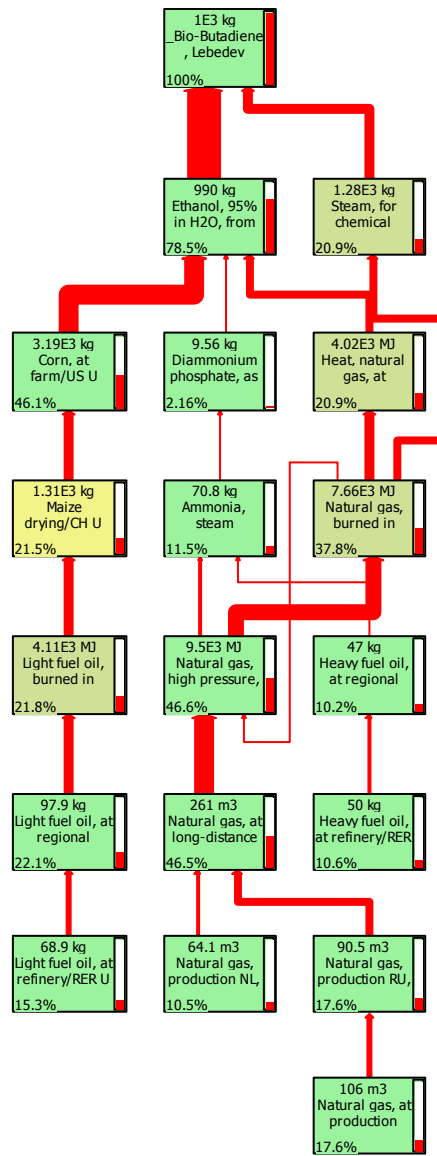 1E3 kg
_Bio-Butadiene
, Lebedev
100%
990 kg
Ethanol, 95%
in H2O, from
78.5%
1.28E3 kg
Steam, for
chemical
20.9%
3.19E3 kg
Corn, at
farm/US U
46.1%
9.56 kg
Diammonium
phosphate, as
2.16%
4.02E3 MJ
Heat, natural
gas, at
20.9%
1.31E3 kg
Maize
drying/CH U
21.5%
70.8 kg
Ammonia,
steam
11.5%
7.66E3 MJ
Natural gas,
burned in
37.8%
4.11E3 MJ
Light fuel oil,
burned in
21.8%
9.5E3 MJ
Natural gas,
high pressure,
46.6%
47 kg
Heavy fuel oil,
at regional
10.2%
97.9 kg
Light fuel oil, at
regional
22.1%
261 m3
Natural gas, at
long-distance
46.5%
50 kg
Heavy fuel oil,
at refinery/RER
10.6%
68.9 kg
Light fuel oil, at
refinery/RER U
15.3%
64.1 m3
Natural gas,
production NL,
10.5%
90.5 m3
Natural gas,
production RU,
17.6%
106 m3
Natural gas, at
production
17.6%